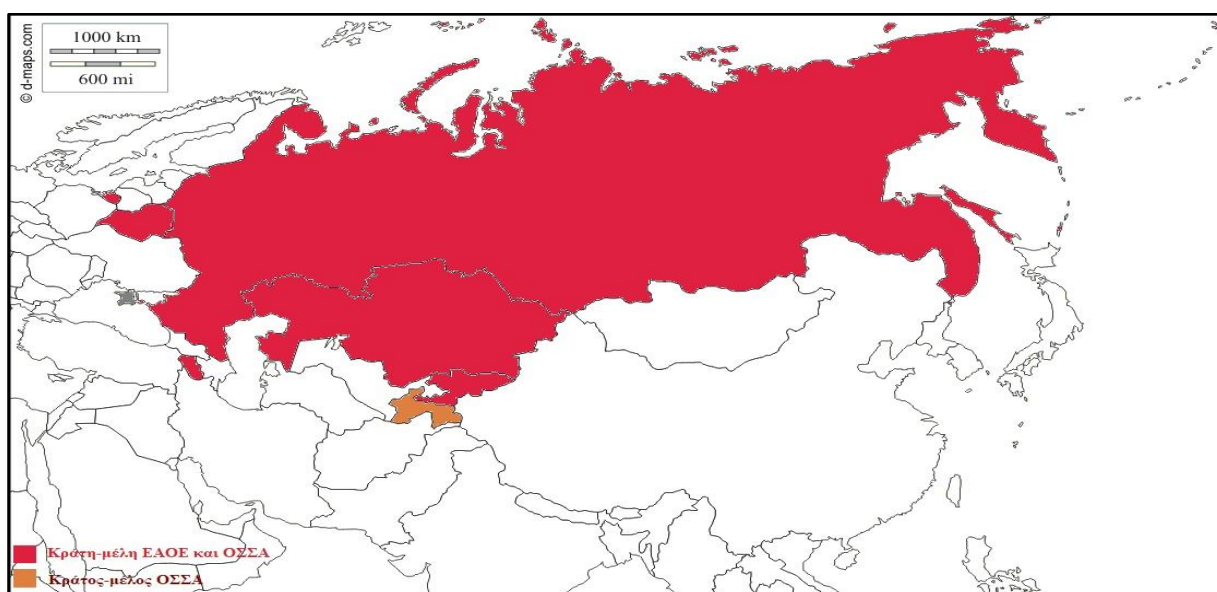 1000 km
600 mi
© d-maps.com
Κράτη-μέλη ΕΑΟΕ και ΟΣΣΑ
Κράτος-μέλος ΟΣΣΑ